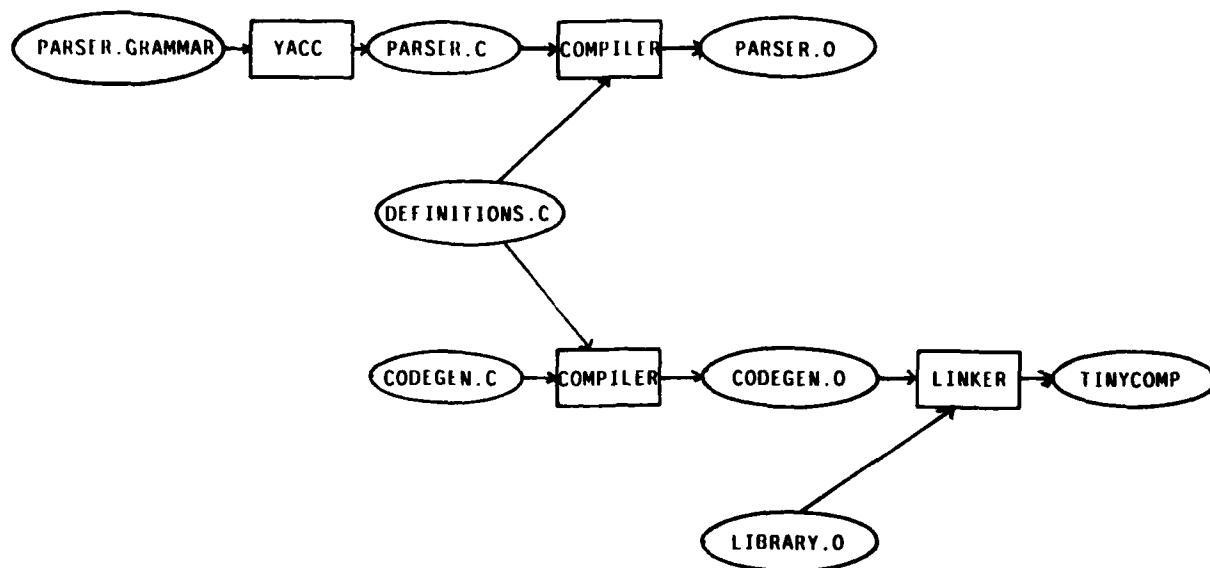 PARSER.GRAMMAR
YACC
PARSER.C
COMPILER
PARSER.O
DEFINITIONS.C
CODEGEN.C
COMPILER
CODEGEN.O
LINKER
TINYCOMP
LIBRARY.O